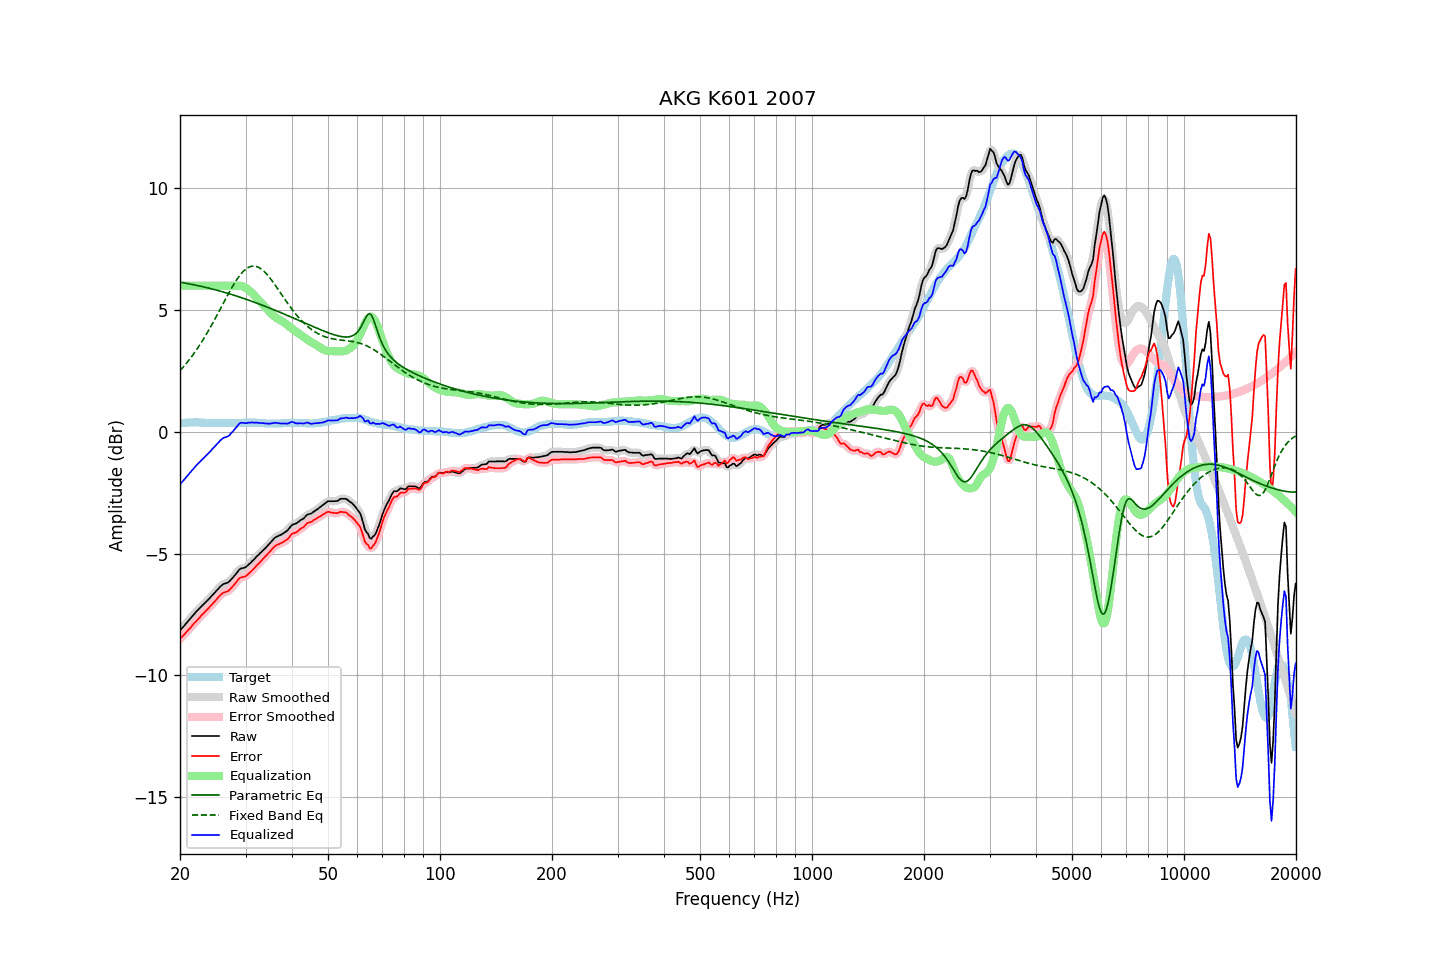 AKG K601 2007
Amplitude (dBr)
10
5
0
−5
−10
−15
Target
Raw Smoothed
Error Smoothed
Raw
Error
Equalization
Parametric Eq
Fixed Band Eq
Equalized
20 50 100 200 500 1000 2000 5000 10000 20000
Frequency (Hz)